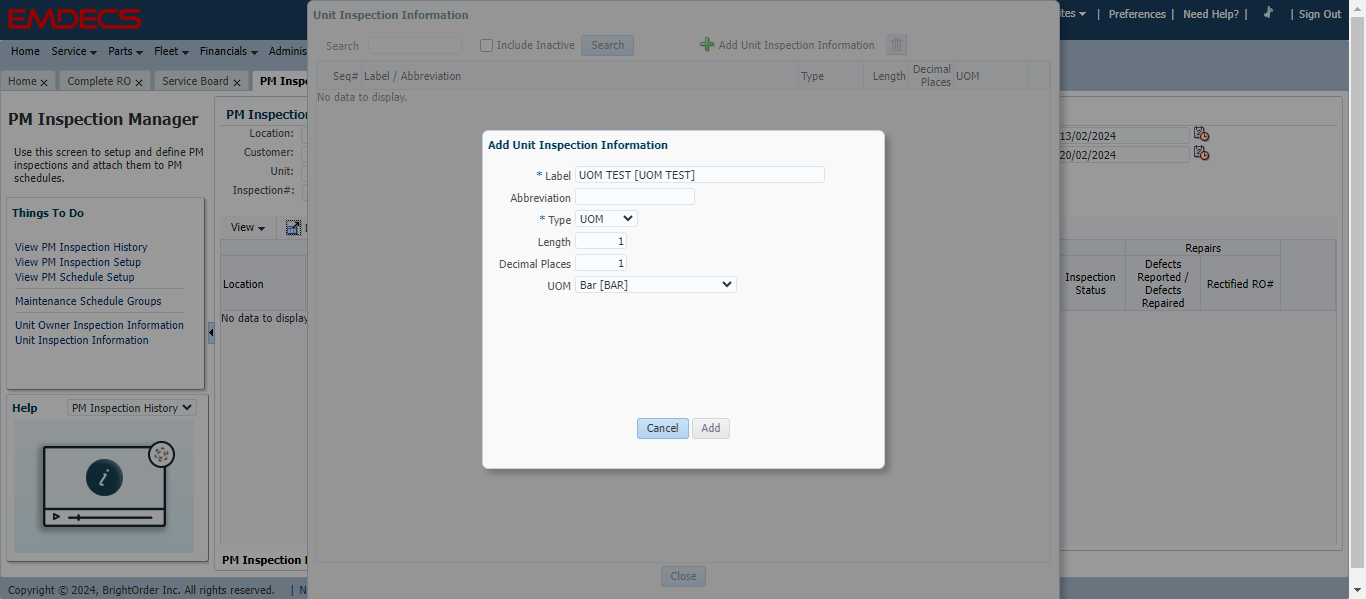 EMDECS
ites
|
Preferences
|
Need Help?
|
|
Sign Out
Home
Service
Parts
Fleet
Financials
Adminis
Home x
Complete RO x
Service Board x
PM Inspe
PM Inspection Manager
Use this screen to setup and define PM
inspections and attach them to PM
schedules.
Things To Do
View PM Inspection History
View PM Inspection Setup
View PM Schedule Setup
Maintenance Schedule Groups
Unit Owner Inspection Information
Unit Inspection Information
Help
PM Inspection History
i
PM Inspection
Location:
Customer:
Unit:
Inspection#:
View
Location
No data to display
PM Inspection I
13/02/2024
20/02/2024
Repairs
Inspection
Status
Defects
Reported /
Defects
Repaired
Rectified RO#
Unit Inspection Information
Search
Include Inactive
Search
Add Unit Inspection Information
Seq#
Label / Abbreviation
Type
Length
Decimal
Places
UOM
No data to display.
Close
Add Unit Inspection Information
* Label UOM TEST [UOM TEST]
Abbreviation
* Type UOM
Length 1
Decimal Places 1
UOM Bar [BAR]
Cancel
Add
Copyright © 2024, BrightOrder Inc. All rights reserved.
|
N